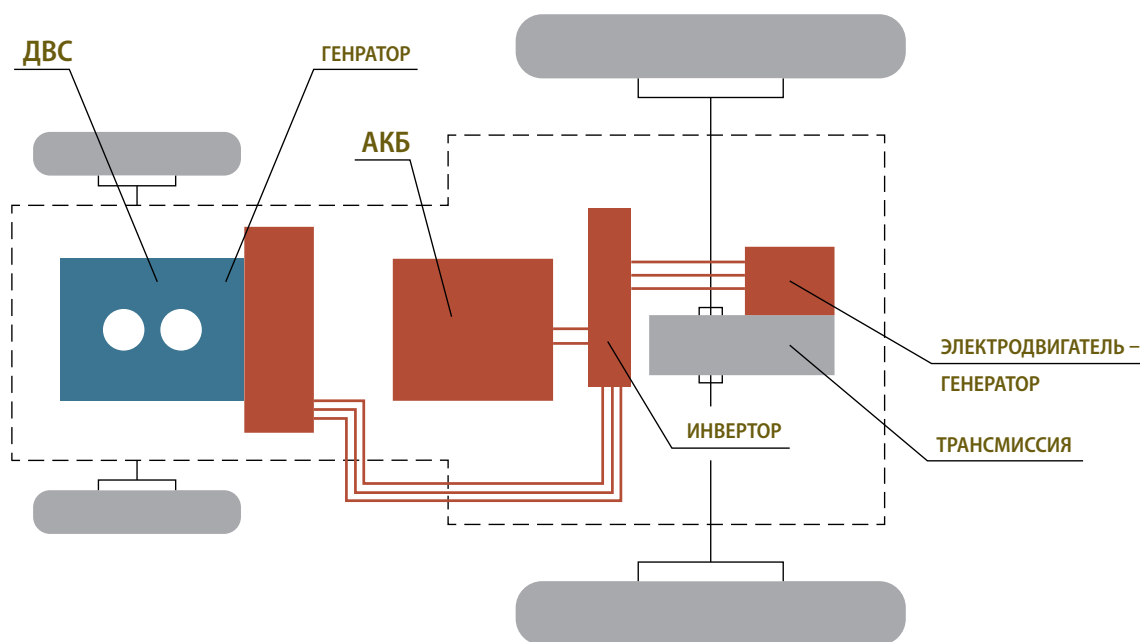 ДВС
ГЕНРАТОР
АКБ
ЭЛЕКТРОДВИГАТЕЛЬ –
ГЕНЕРАТОР
ИНВЕРТОР
ТРАНСМИССИЯ